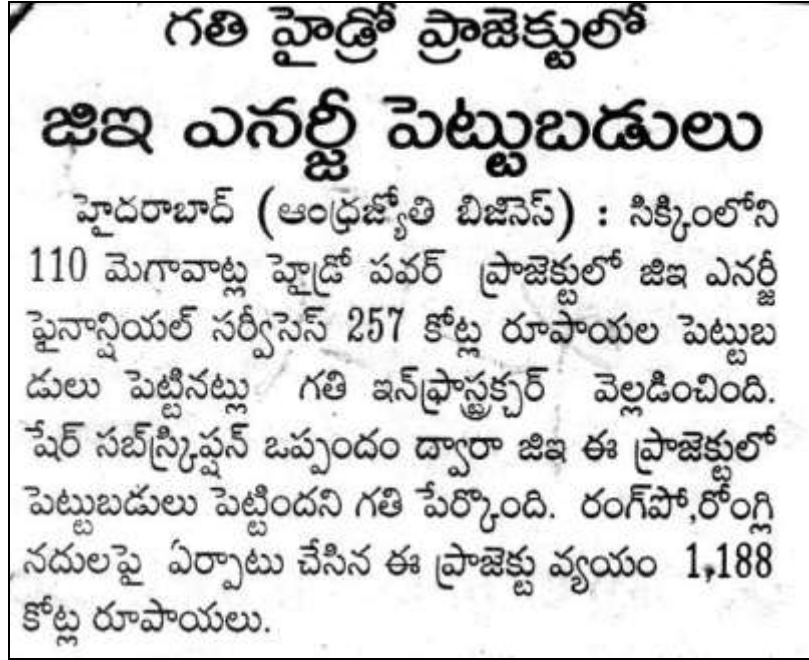 గతి హైడ్రో ప్రాజెక్టులో
జిఇ ఎనర్జీ పెట్టుబడులు
హైదరాబాద్ (ఆంధ్రజ్యోతి బిజినెస్) : సిక్కింలోని
110 మెగావాట్ల హైడ్రో పవర్ ప్రాజెక్టులో జిఇ ఎనర్జీ
ఫైనాన్షియల్ సర్వీసెస్ 257 కోట్ల రూపాయల పెట్టుబ
డులు పెట్టినట్లు గతి ఇన్‌ఫ్రాస్ట్రక్చర్ వెల్లడించింది.
షేర్ సబ్‌స్క్రిప్షన్ ఒప్పందం ద్వారా జిఇ ఈ ప్రాజెక్టులో
పెట్టుబడులు పెట్టిందని గతి పేర్కొంది. రంగ్‌పో,రోంగ్లి
నదులపై ఏర్పాటు చేసిన ఈ ప్రాజెక్టు వ్యయం 1,188
కోట్ల రూపాయలు.